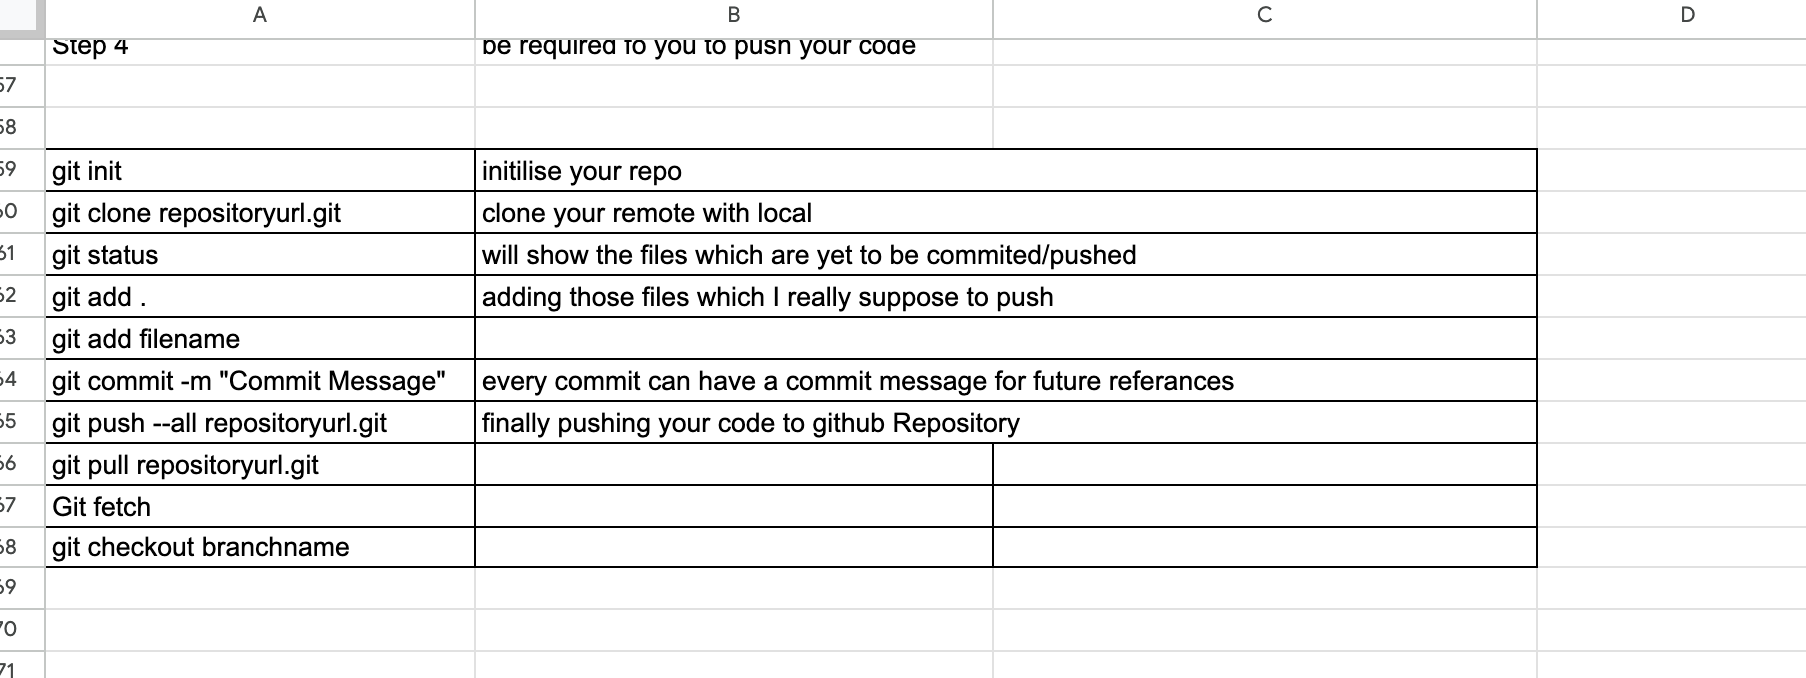 A B C D
Step 4 be required to you to push your code
57
58
59 git init initilise your repo
60 git clone repositoryurl.git clone your remote with local
61 git status will show the files which are yet to be commited/pushed
62 git add . adding those files which I really suppose to push
63 git add filename
64 git commit -m "Commit Message" every commit can have a commit message for future referances
65 git push --all repositoryurl.git finally pushing your code to github Repository
66 git pull repositoryurl.git
67 Git fetch
68 git checkout branchname
69
70
71